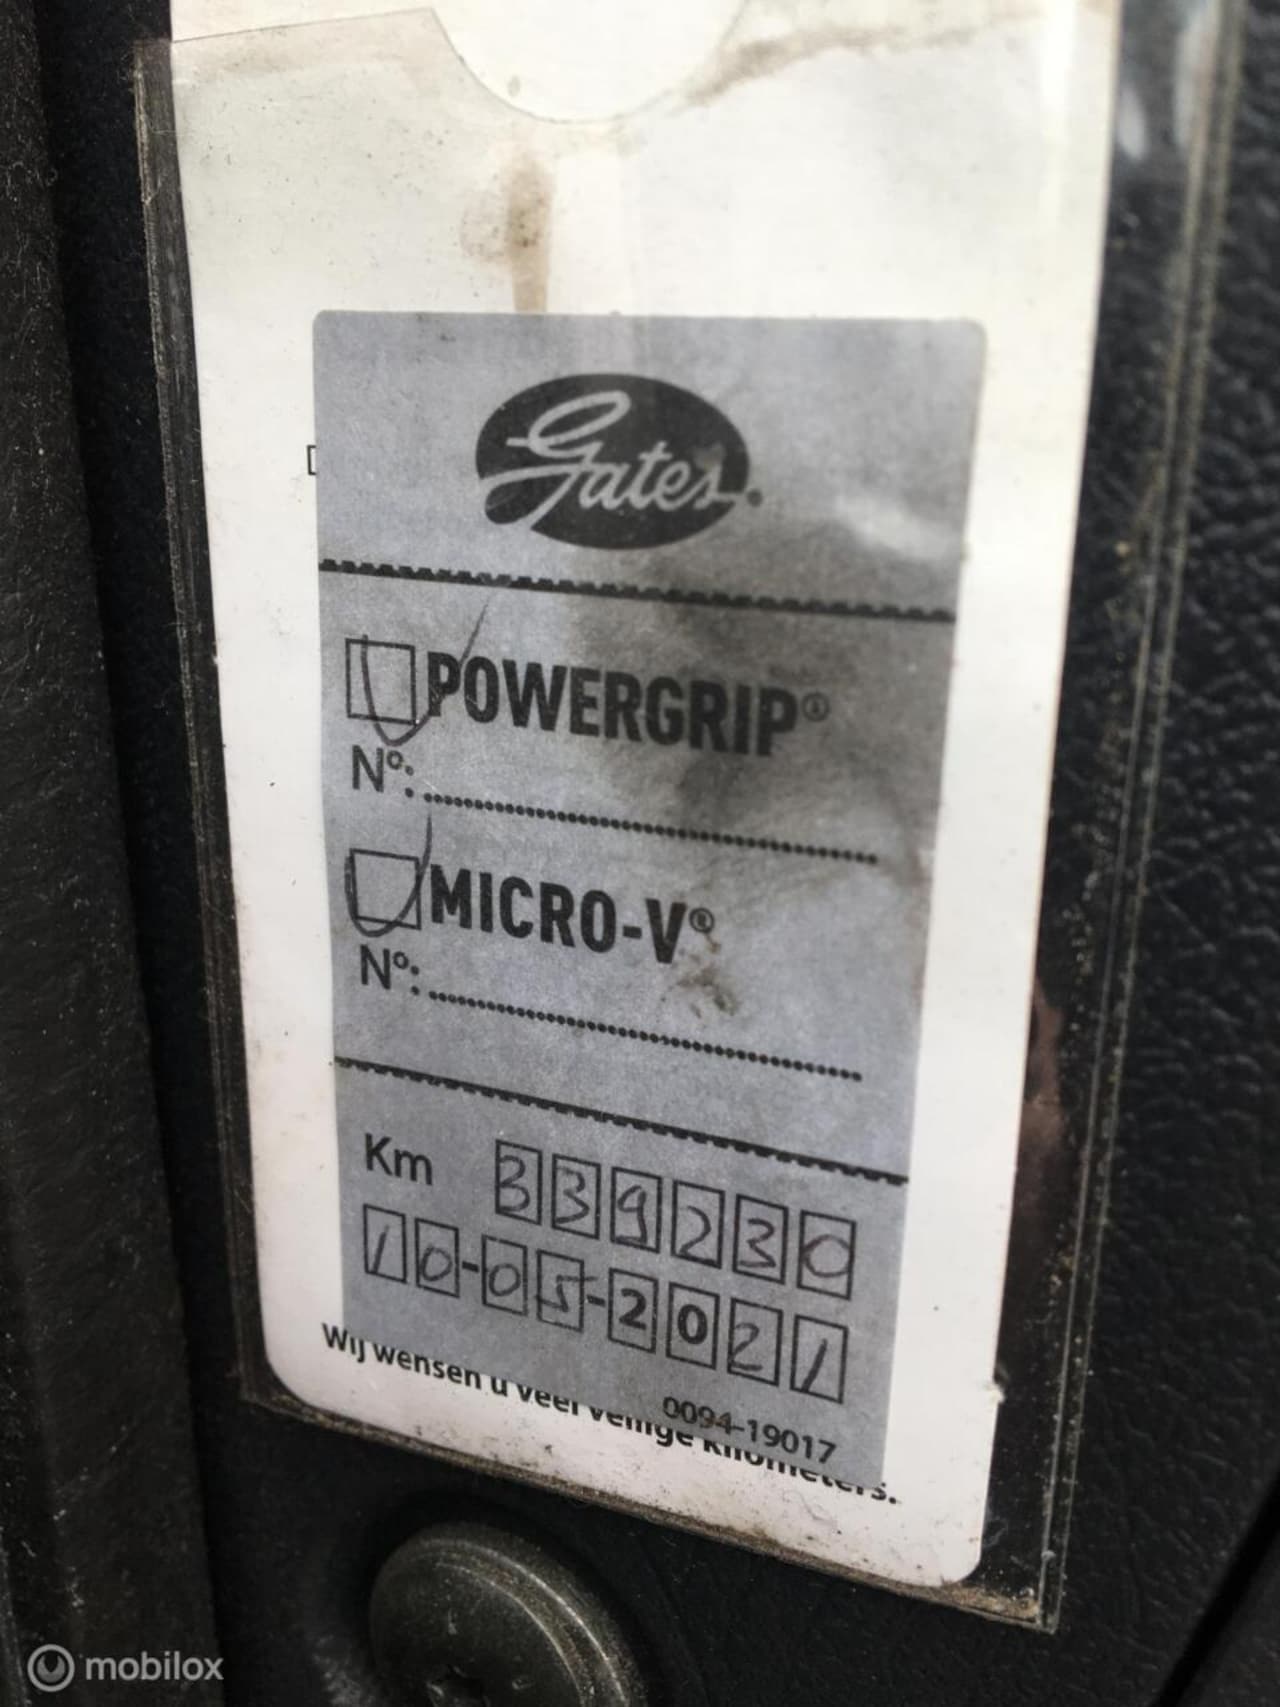 Gates®
POWERGRIP®
Nº:
MICRO-V®
Nº:
Km 339230
10-05-2021
0094-19017
Wij wensen u veel veilige kilometers.
mobilox